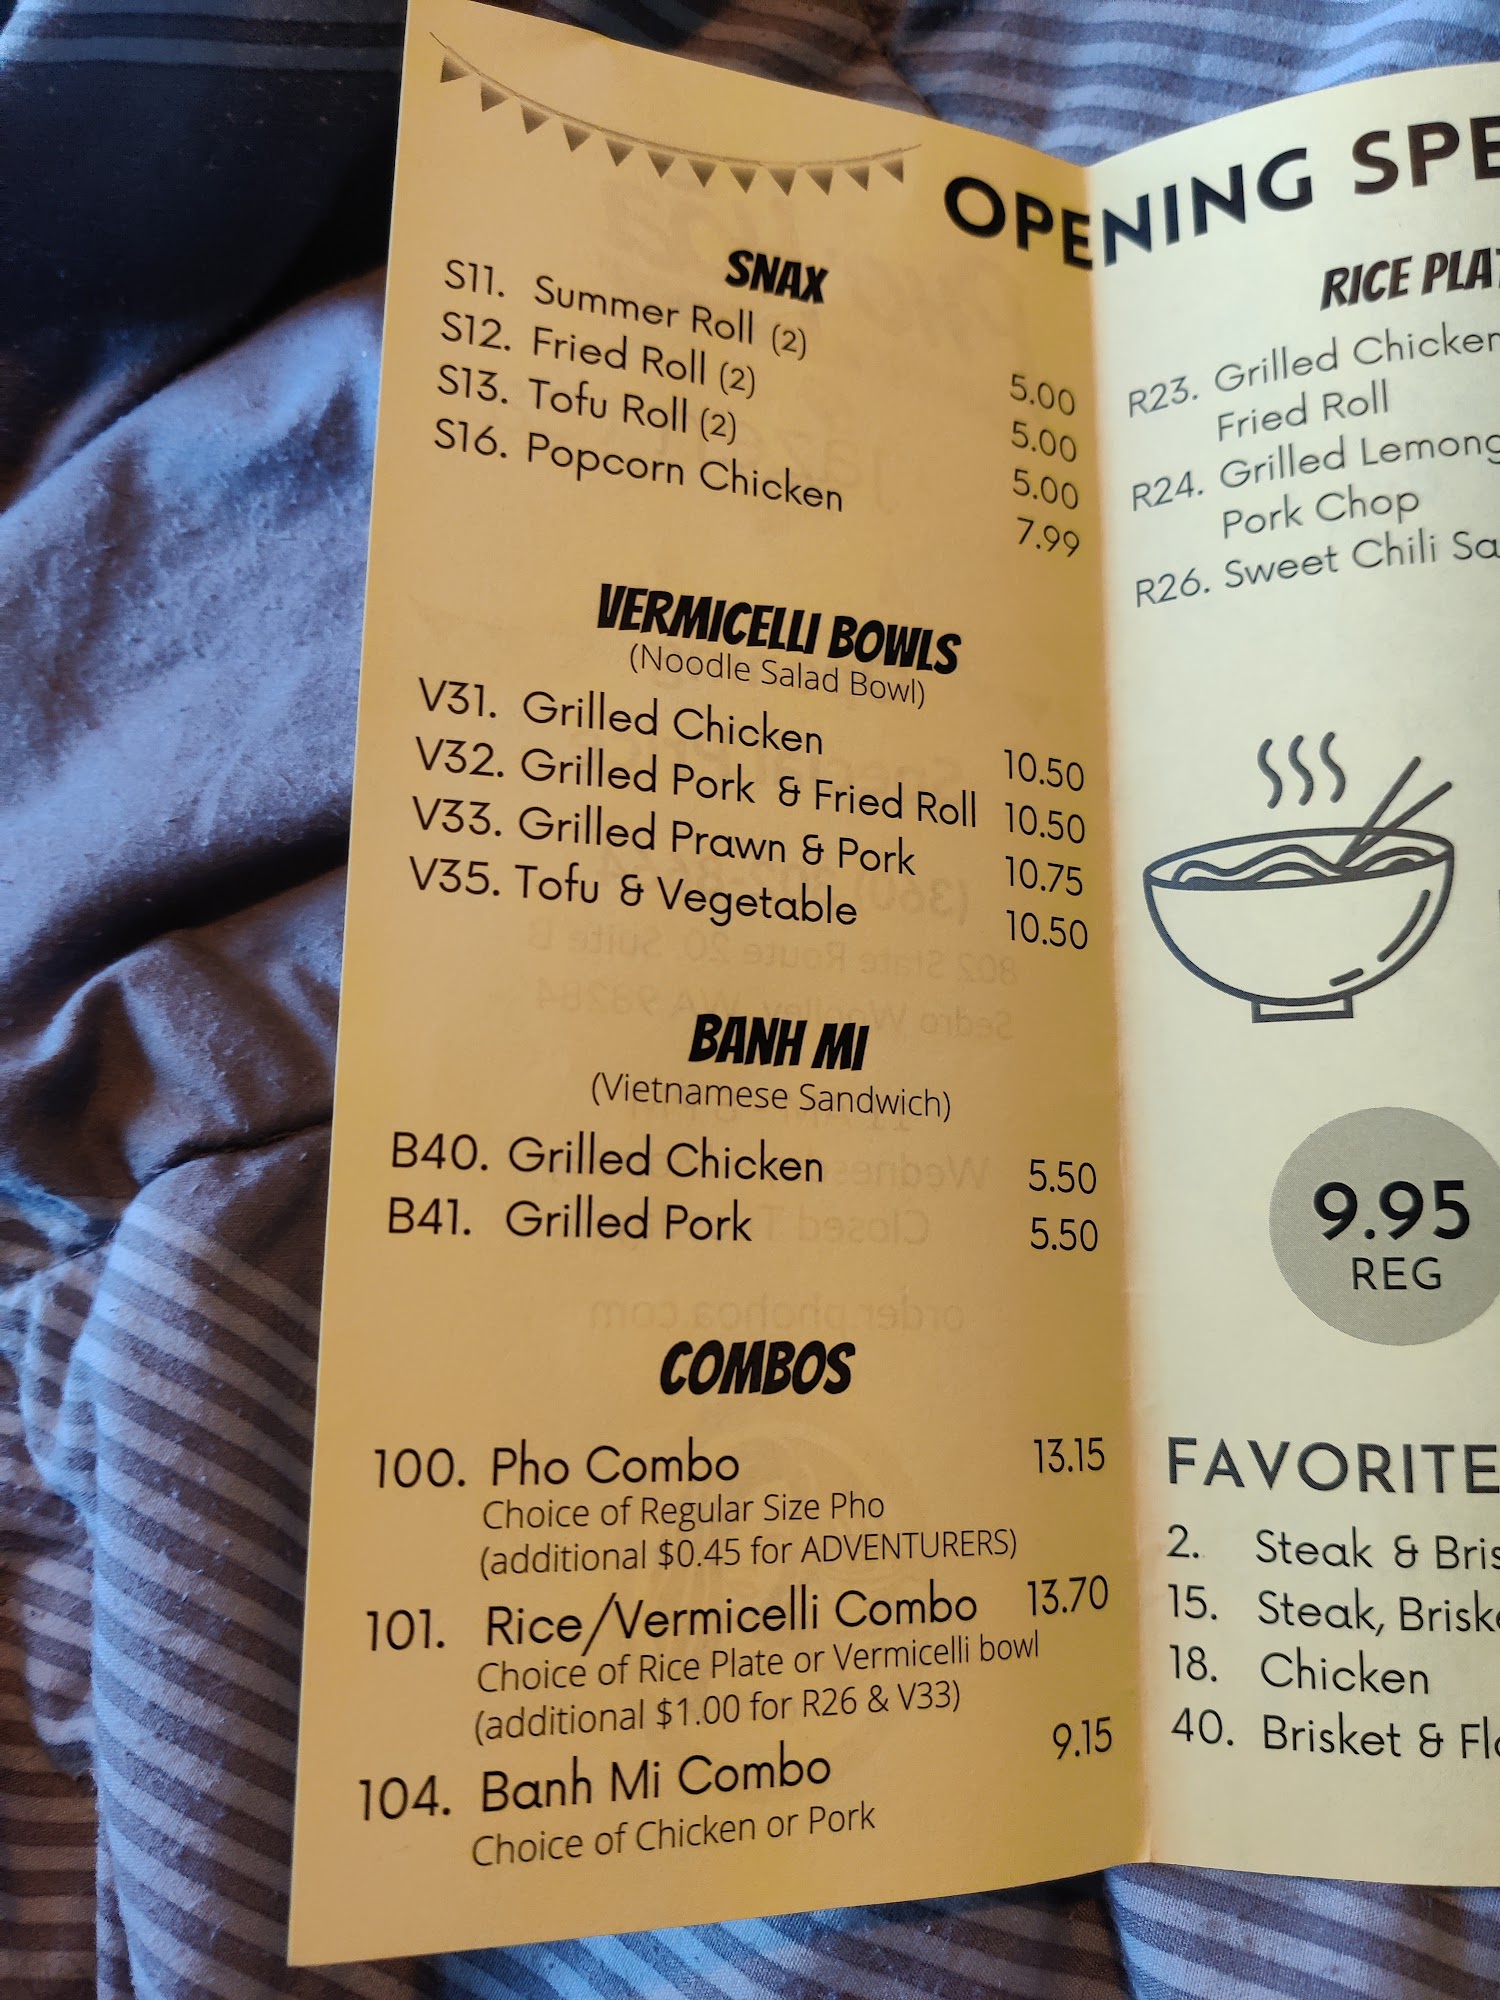 OPENING
SNAX
S11. Summer Roll (2) 5.00
S12. Fried Roll (2) 5.00
S13. Tofu Roll (2) 5.00
S16. Popcorn Chicken 7.99
VERMICELLI BOWLS
(Noodle Salad Bowl)
V31. Grilled Chicken 10.50
V32. Grilled Pork & Fried Roll 10.50
V33. Grilled Prawn & Pork 10.75
V35. Tofu & Vegetable 10.50
BANH MI
(Vietnamese Sandwich)
B40. Grilled Chicken 5.50
B41. Grilled Pork 5.50
COMBOS
100. Pho Combo 13.15
Choice of Regular Size Pho
(additional $0.45 for ADVENTURERS)
101. Rice/Vermicelli Combo 13.70
Choice of Rice Plate or Vermicelli bowl
(additional $1.00 for R26 & V33)
104. Banh Mi Combo 9.15
Choice of Chicken or Pork
RICE
R23. Grilled Chicken
Fried Roll
R24. Grilled
Pork Chop
R26. Sweet Chili
9.95
REG
FAVORITE
2. Steak &
15. Steak,
18. Chicken
40. Brisket &